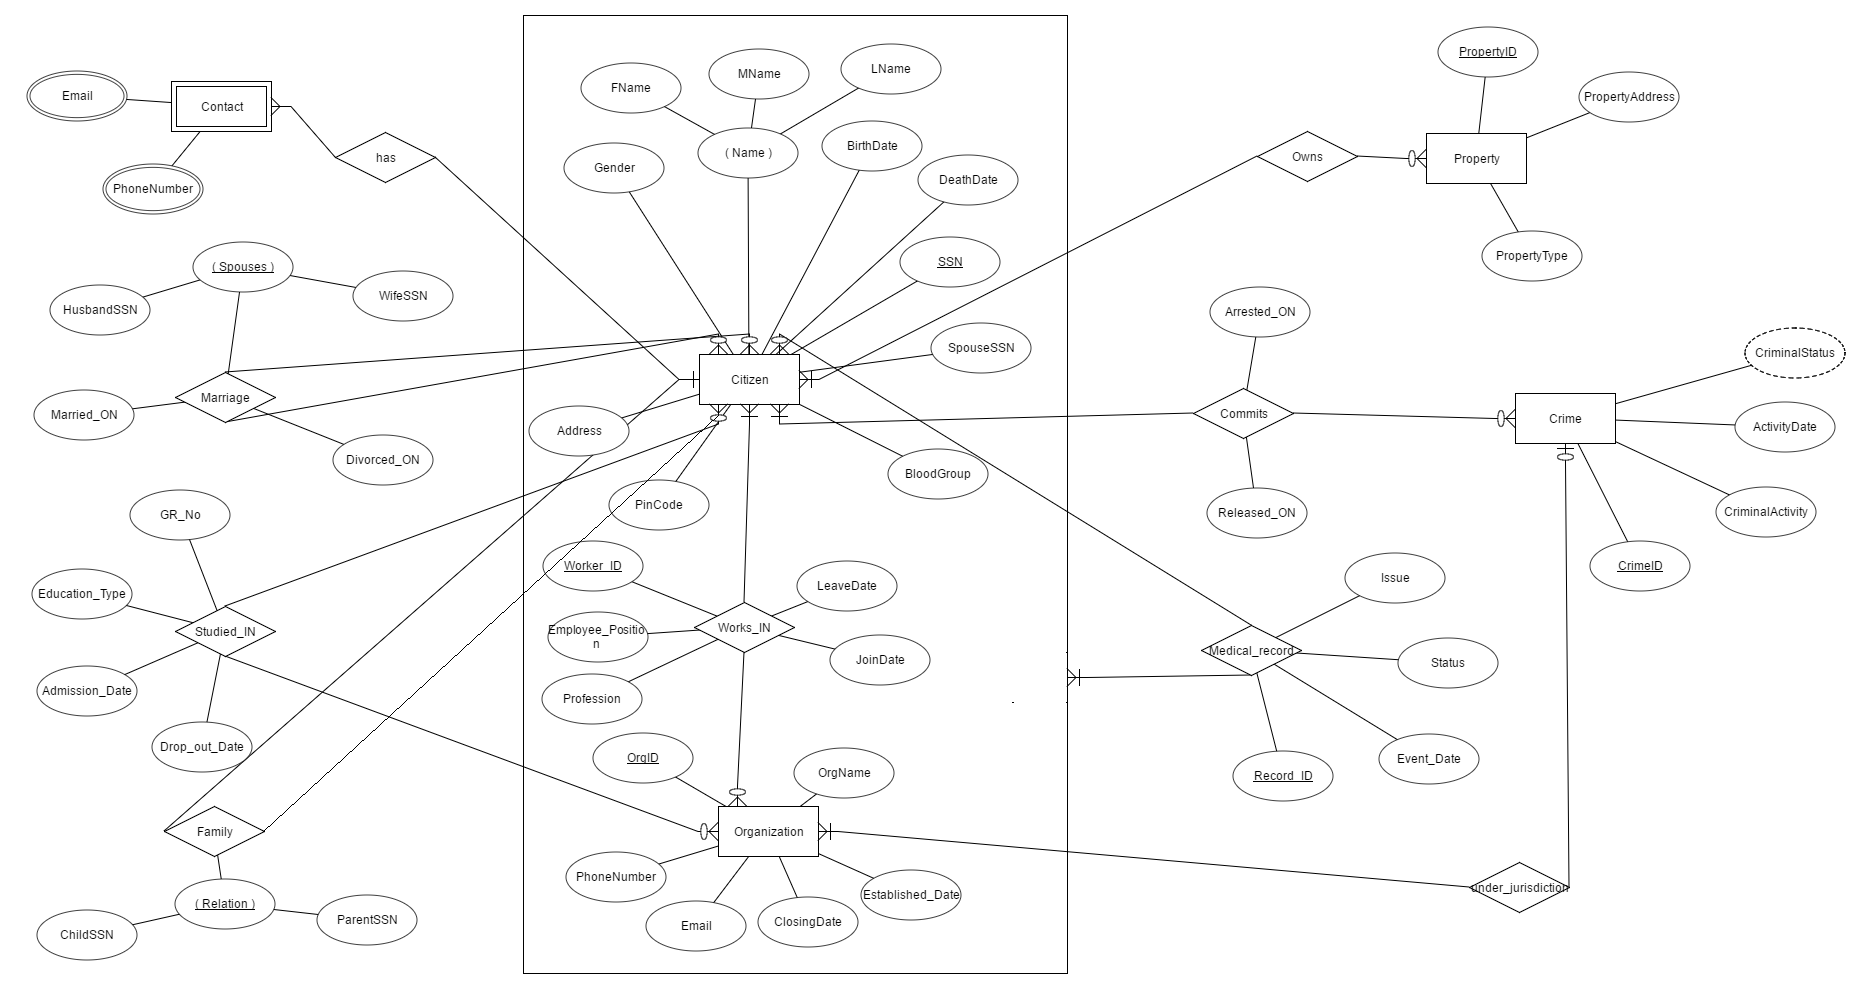 PropertyID
LName
MName
FName
Email
Contact
PropertyAddress
( Name )
BirthDate
has
Owns
Property
Gender
DeathDate
PhoneNumber
PropertyType
SSN
( Spouses )
WifeSSN
HusbandSSN
Arrested_ON
SpouseSSN
CriminalStatus
Citizen
Marriage
Married_ON
Commits
Crime
ActivityDate
Address
Divorced_ON
BloodGroup
PinCode
GR_No
Released_ON
CriminalActivity
Worker_ID
CrimeID
Issue
LeaveDate
Education_Type
Studied_IN
Employee_Positio
n
Works_IN
Medical_record
JoinDate
Status
Admission_Date
Profession
Drop_out_Date
OrgID
OrgName
Event_Date
Record_ID
Family
Organization
PhoneNumber
under_jurisdiction
Established_Date
( Relation )
ParentSSN
ChildSSN
Email
ClosingDate